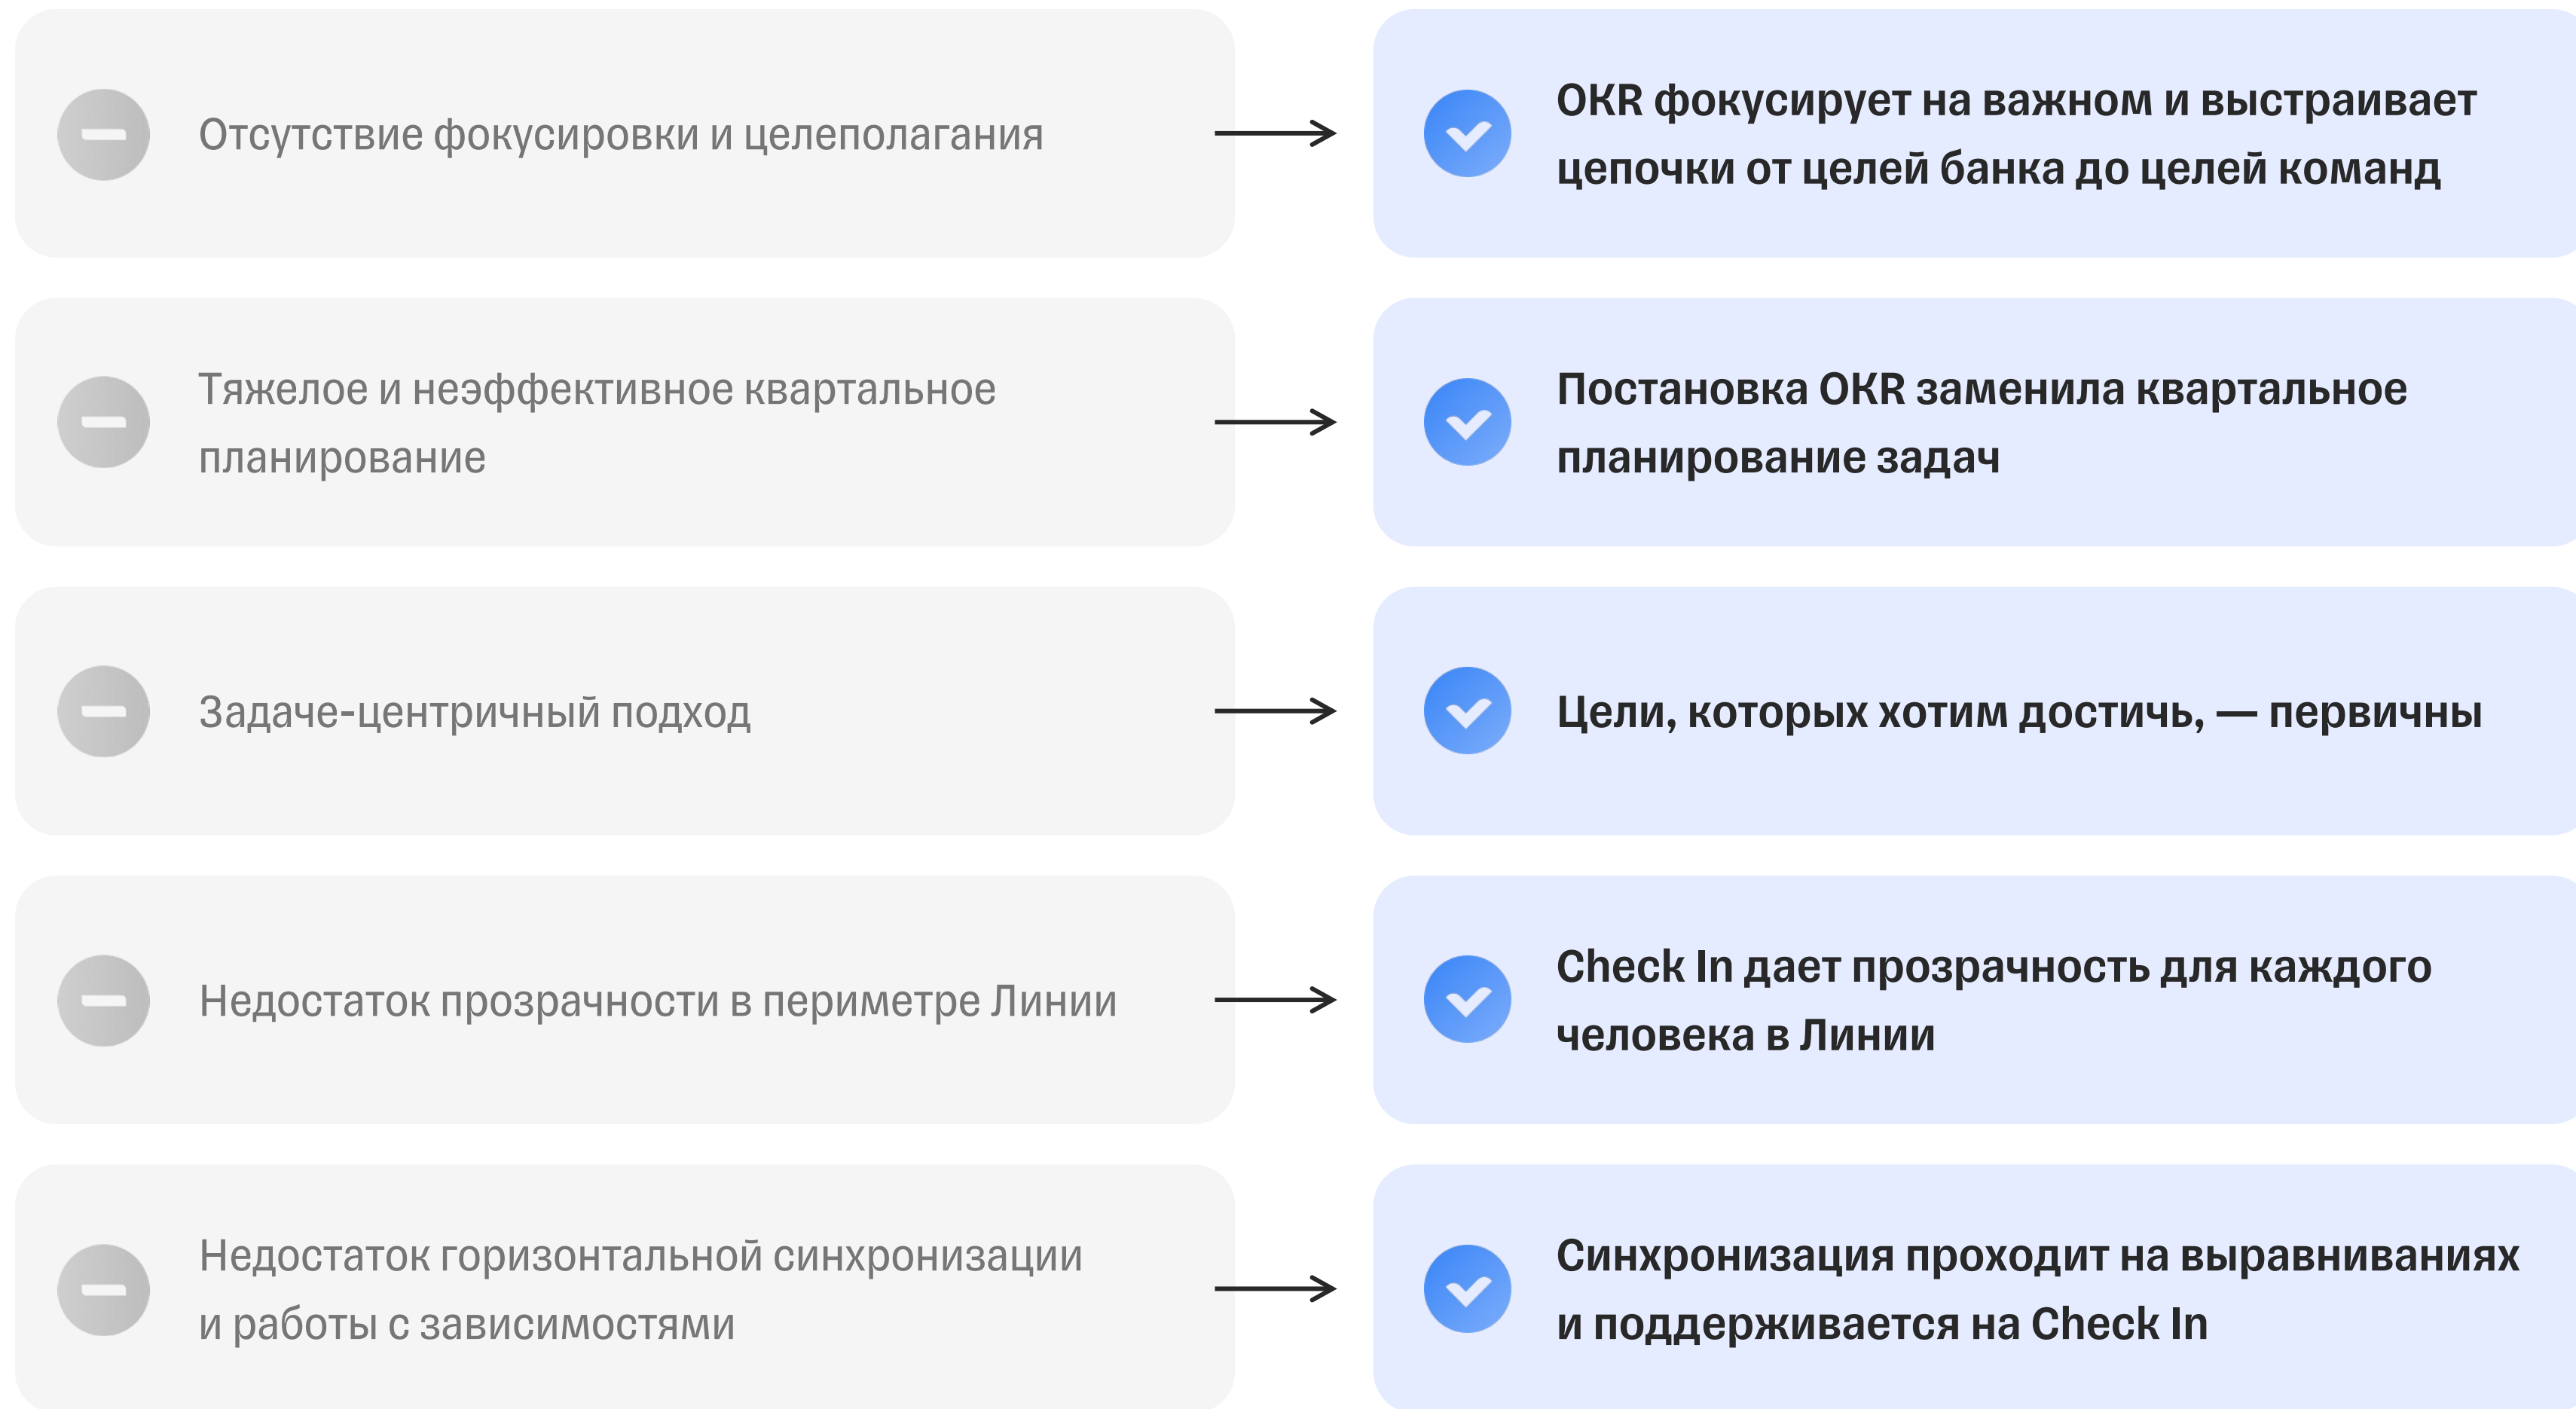 Отсутствие фокусировки и целеполагания
OKR фокусирует на важном и выстраивает
цепочки от целей банка до целей команд
Тяжелое и неэффективное квартальное
планирование
Постановка OKR заменила квартальное
планирование задач
Задаче-центричный подход
Цели, которых хотим достичь, — первичны
Недостаток прозрачности в периметре Линии
Check In дает прозрачность для каждого
человека в Линии
Недостаток горизонтальной синхронизации
и работы с зависимостями
Синхронизация проходит на выравниваниях
и поддерживается на Check In